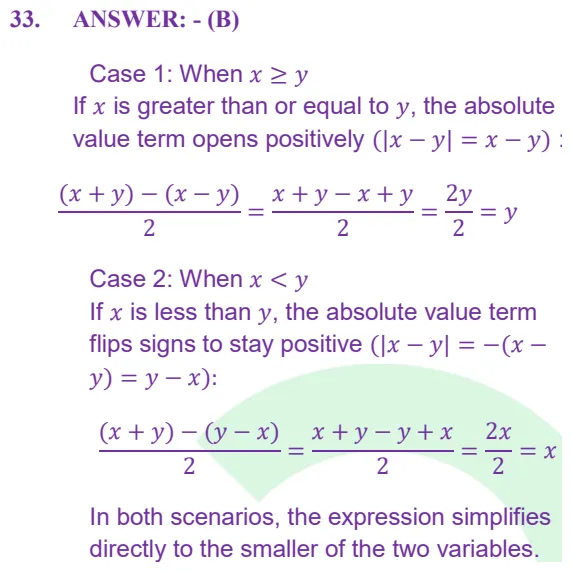 33. ANSWER: - (B)
Case 1: When 𝑥 ≥ 𝑦
If 𝑥 is greater than or equal to 𝑦, the absolute
value term opens positively (|𝑥 − 𝑦| = 𝑥 − 𝑦) :
(𝑥 + 𝑦) − (𝑥 − 𝑦)/2 = 𝑥 + 𝑦 − 𝑥 + 𝑦/2 = 2𝑦/2 = 𝑦
Case 2: When 𝑥 < 𝑦
If 𝑥 is less than 𝑦, the absolute value term
flips signs to stay positive (|𝑥 − 𝑦| = −(𝑥 −
𝑦) = 𝑦 − 𝑥):
(𝑥 + 𝑦) − (𝑦 − 𝑥)/2 = 𝑥 + 𝑦 − 𝑦 + 𝑥/2 = 2𝑥/2 = 𝑥
In both scenarios, the expression simplifies
directly to the smaller of the two variables.